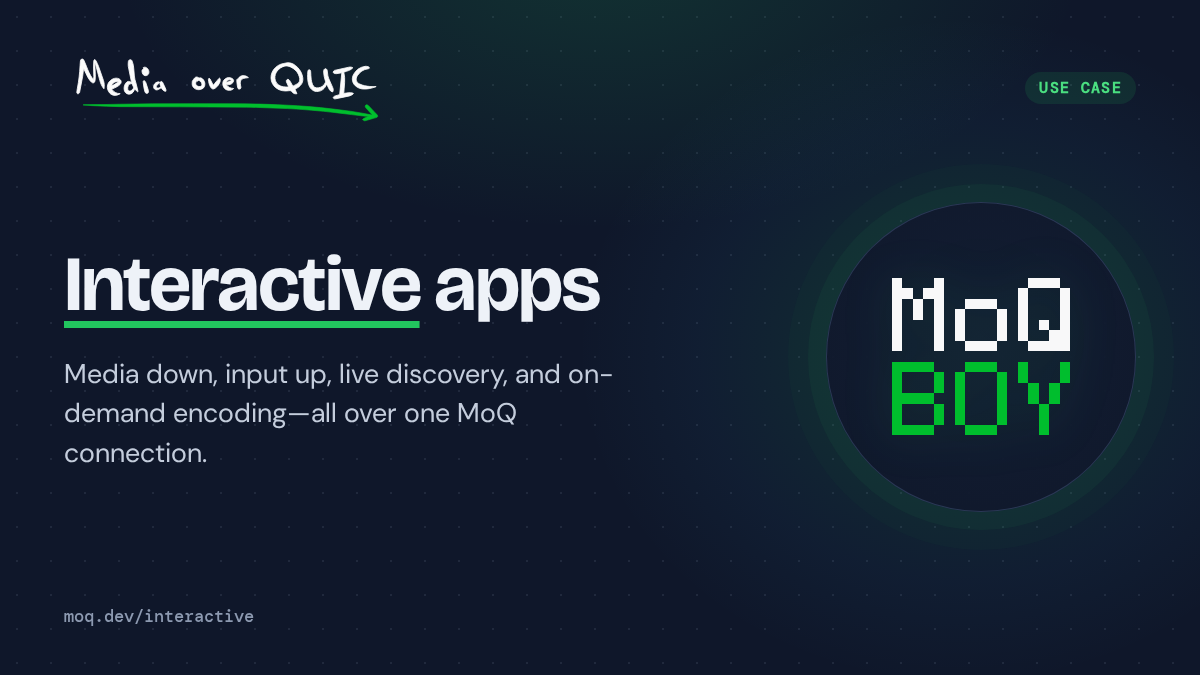 Media over QUIC
USE CASE
Interactive apps
Media down, input up, live discovery, and on-
demand encoding—all over one MoQ
connection.
MoQ
BOY
moq.dev/interactive